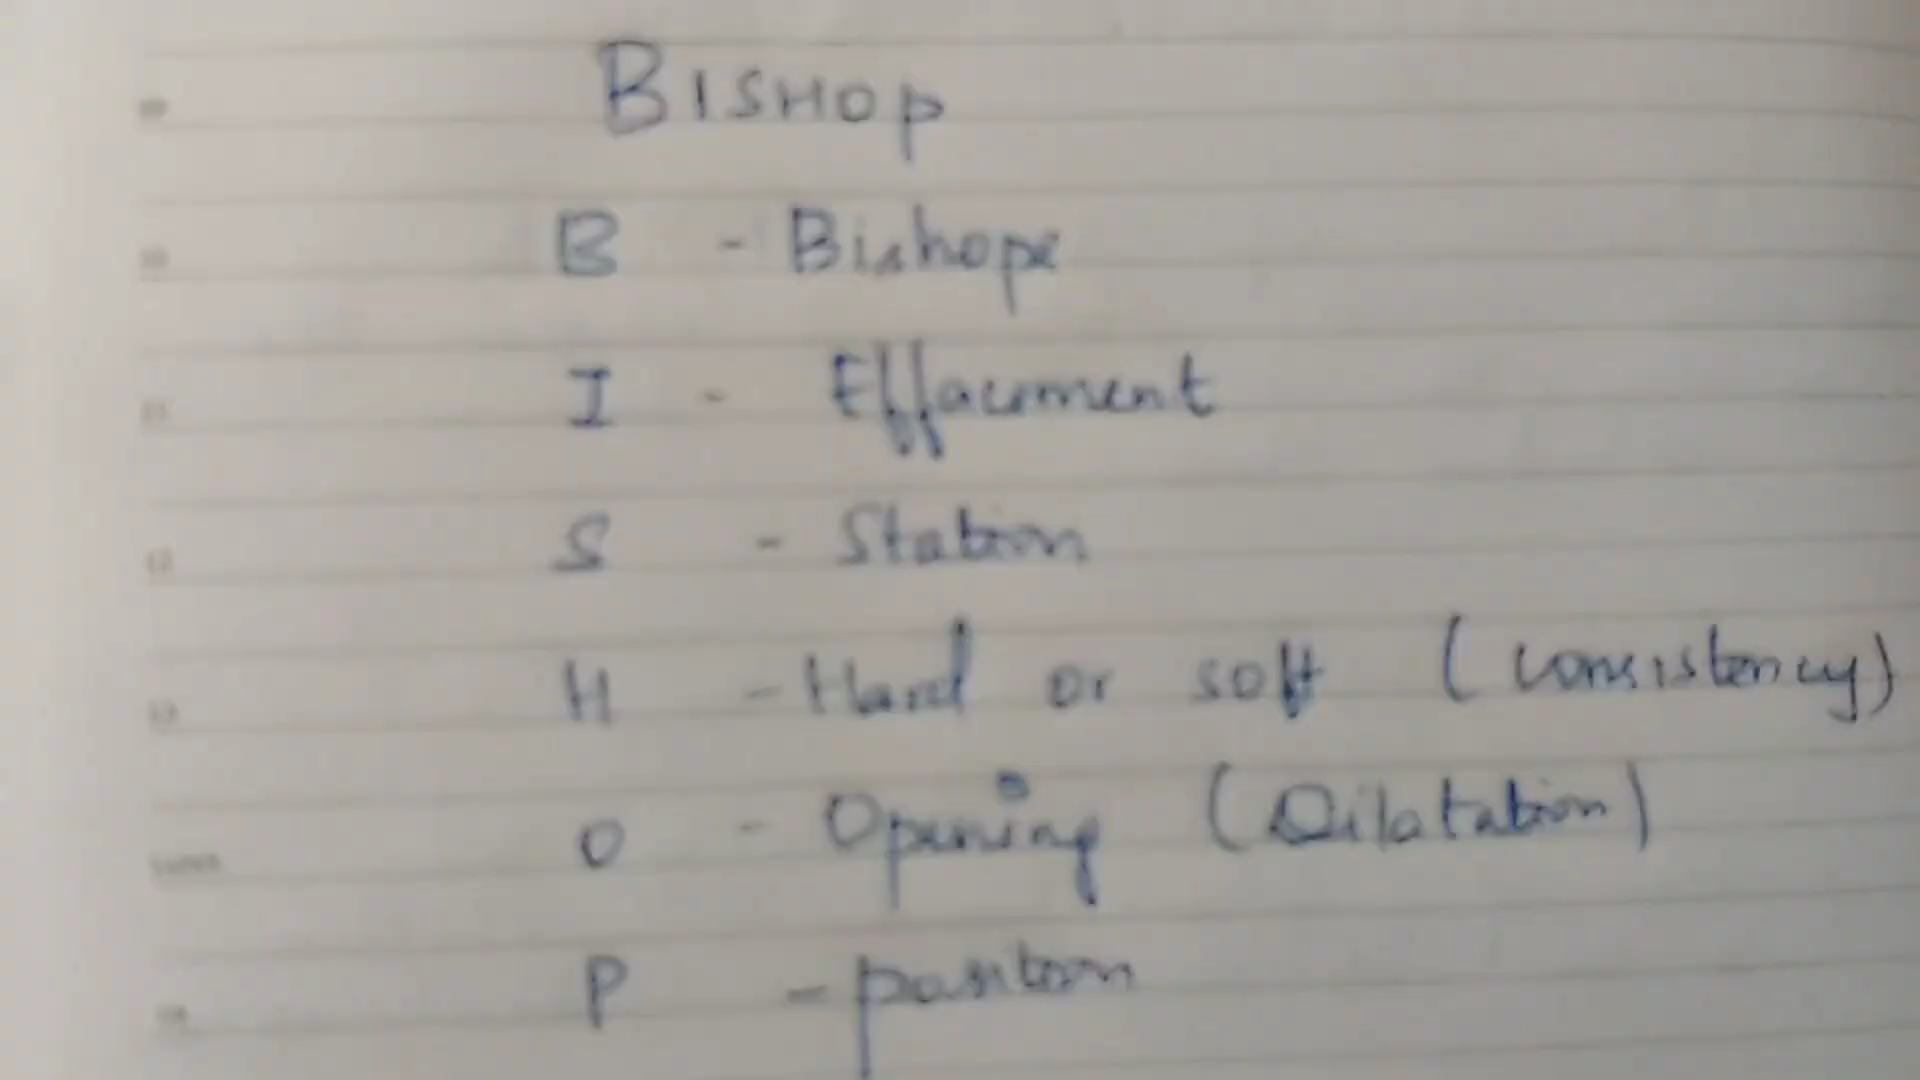 BISHOP
B - Bishope
I - Effacement
S - Station
H - Hard or soft (consistency)
O - Opening (Dilatation)
P - position